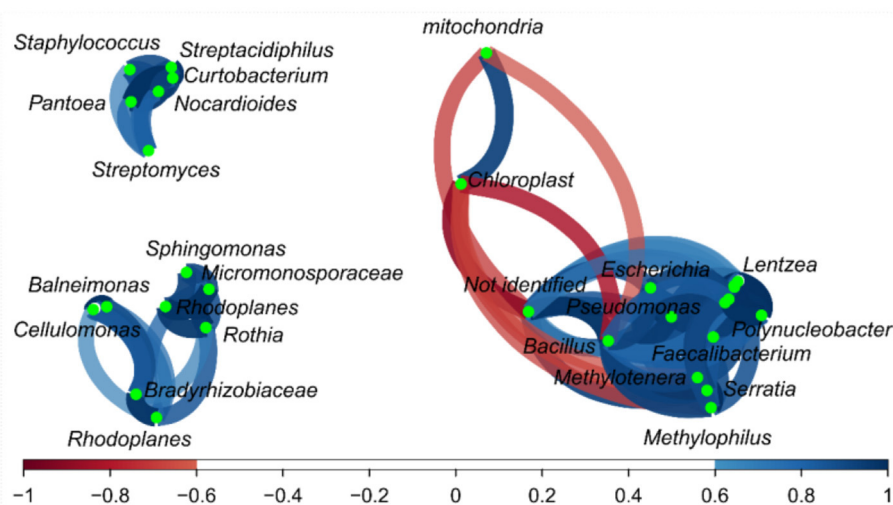 mitochondria
Staphylococcus
Streptacidiphilus
Curtobacterium
Pantoea
Nocardioides
Streptomyces
Chloroplast
Sphingomonas
Micromonosporaceae
Balneimonas
Rhodoplanes
Cellulomonas
Rothia
Bradyrhizobiaceae
Rhodoplanes
Lentzea
Escherichia
Not identified
Pseudomonas
Polynucleobacter
Bacillus
Faecalibacterium
Methylotenera
Serratia
Methylophilus
−1 −0.8 −0.6 −0.4 −0.2 0 0.2 0.4 0.6 0.8 1